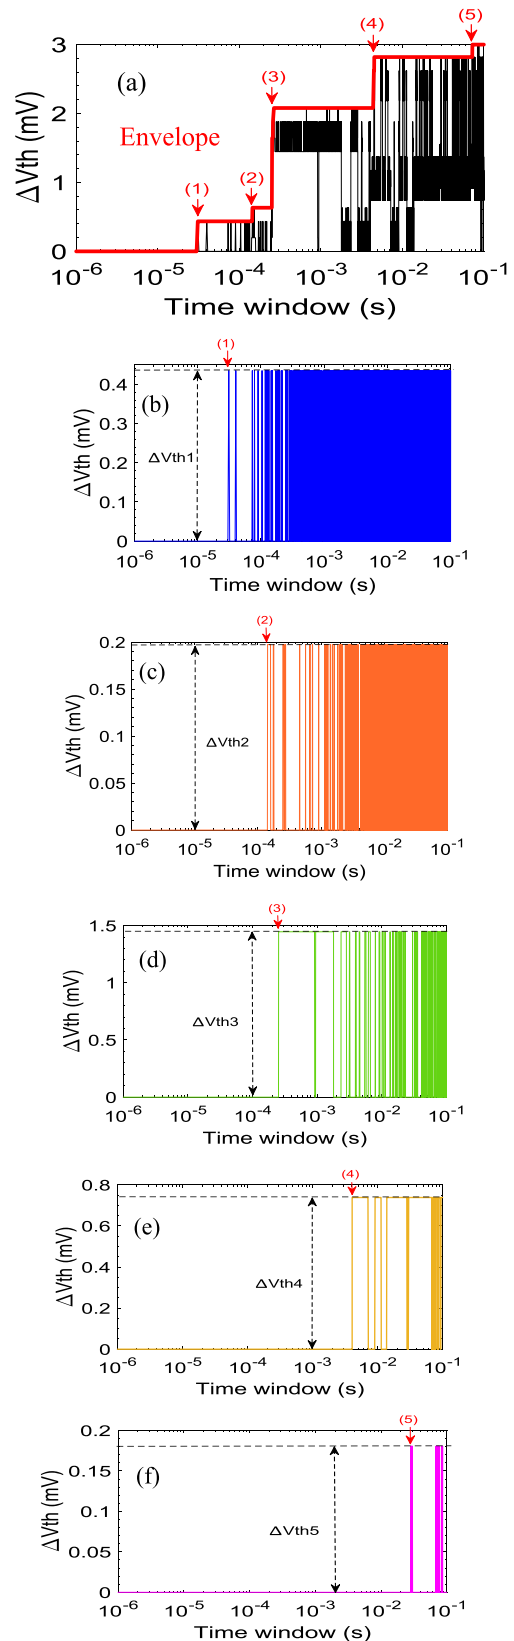 (5)
(4)
3
(a)
(3)
2
Envelope
ΔVth (mV)
(1)
(2)
1
0
10-6 10-5 10-4 10-3 10-2 10-1
Time window (s)
(1)
0.4
(b)
0.3
ΔVth1
0.2
ΔVth (mV)
0.1
0
10-6 10-5 10-4 10-3 10-2 10-1
Time window (s)
(2)
0.2
(c)
0.15
ΔVth2
0.1
ΔVth (mV)
0.05
0
10-6 10-5 10-4 10-3 10-2 10-1
Time window (s)
(3)
1.5
(d)
1
ΔVth3
0.5
ΔVth (mV)
0
10-6 10-5 10-4 10-3 10-2 10-1
Time window (s)
(4)
0.8
(e)
0.6
0.4
ΔVth4
ΔVth (mV)
0.2
0
10-6 10-5 10-4 10-3 10-2 10-1
Time window (s)
(5)
0.2
(f)
0.15
0.1
ΔVth5
ΔVth (mV)
0.05
0
10-6 10-5 10-4 10-3 10-2 10-1
Time window (s)